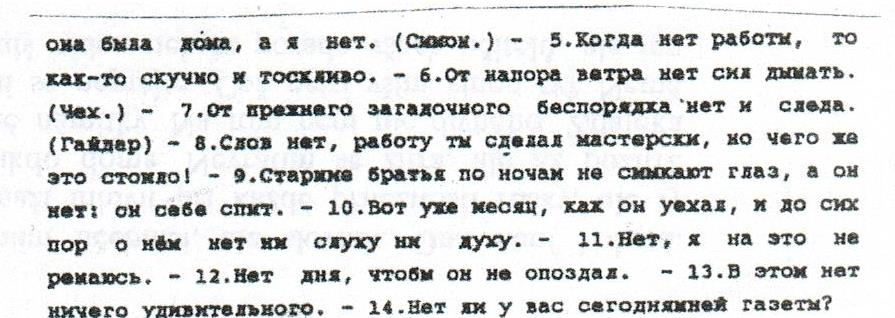 она была дома, а я нет. (Симон.) - 5.Когда нет работы, то
как-то скучно и тоскливо. - 6.От напора ветра нет сил дышать.
(Чех.) - 7.От прежнего загадочного беспорядка нет и следа.
(Гайдар) - 8.Слов нет, работу ты сделал мастерски, но чего же
это стоило! - 9.Старшие братья по ночам не смыкают глаз, а он
нет: он себе спит. - 10.Вот уже месяц, как он уехал, и до сих
пор о нём нет ни слуху ни духу. - 11.Нет, я на это не
решаюсь. - 12.Нет дня, чтобы он не опоздал. - 13.В этом нет
ничего удивительного. - 14.Нет ли у вас сегодняшней газеты?